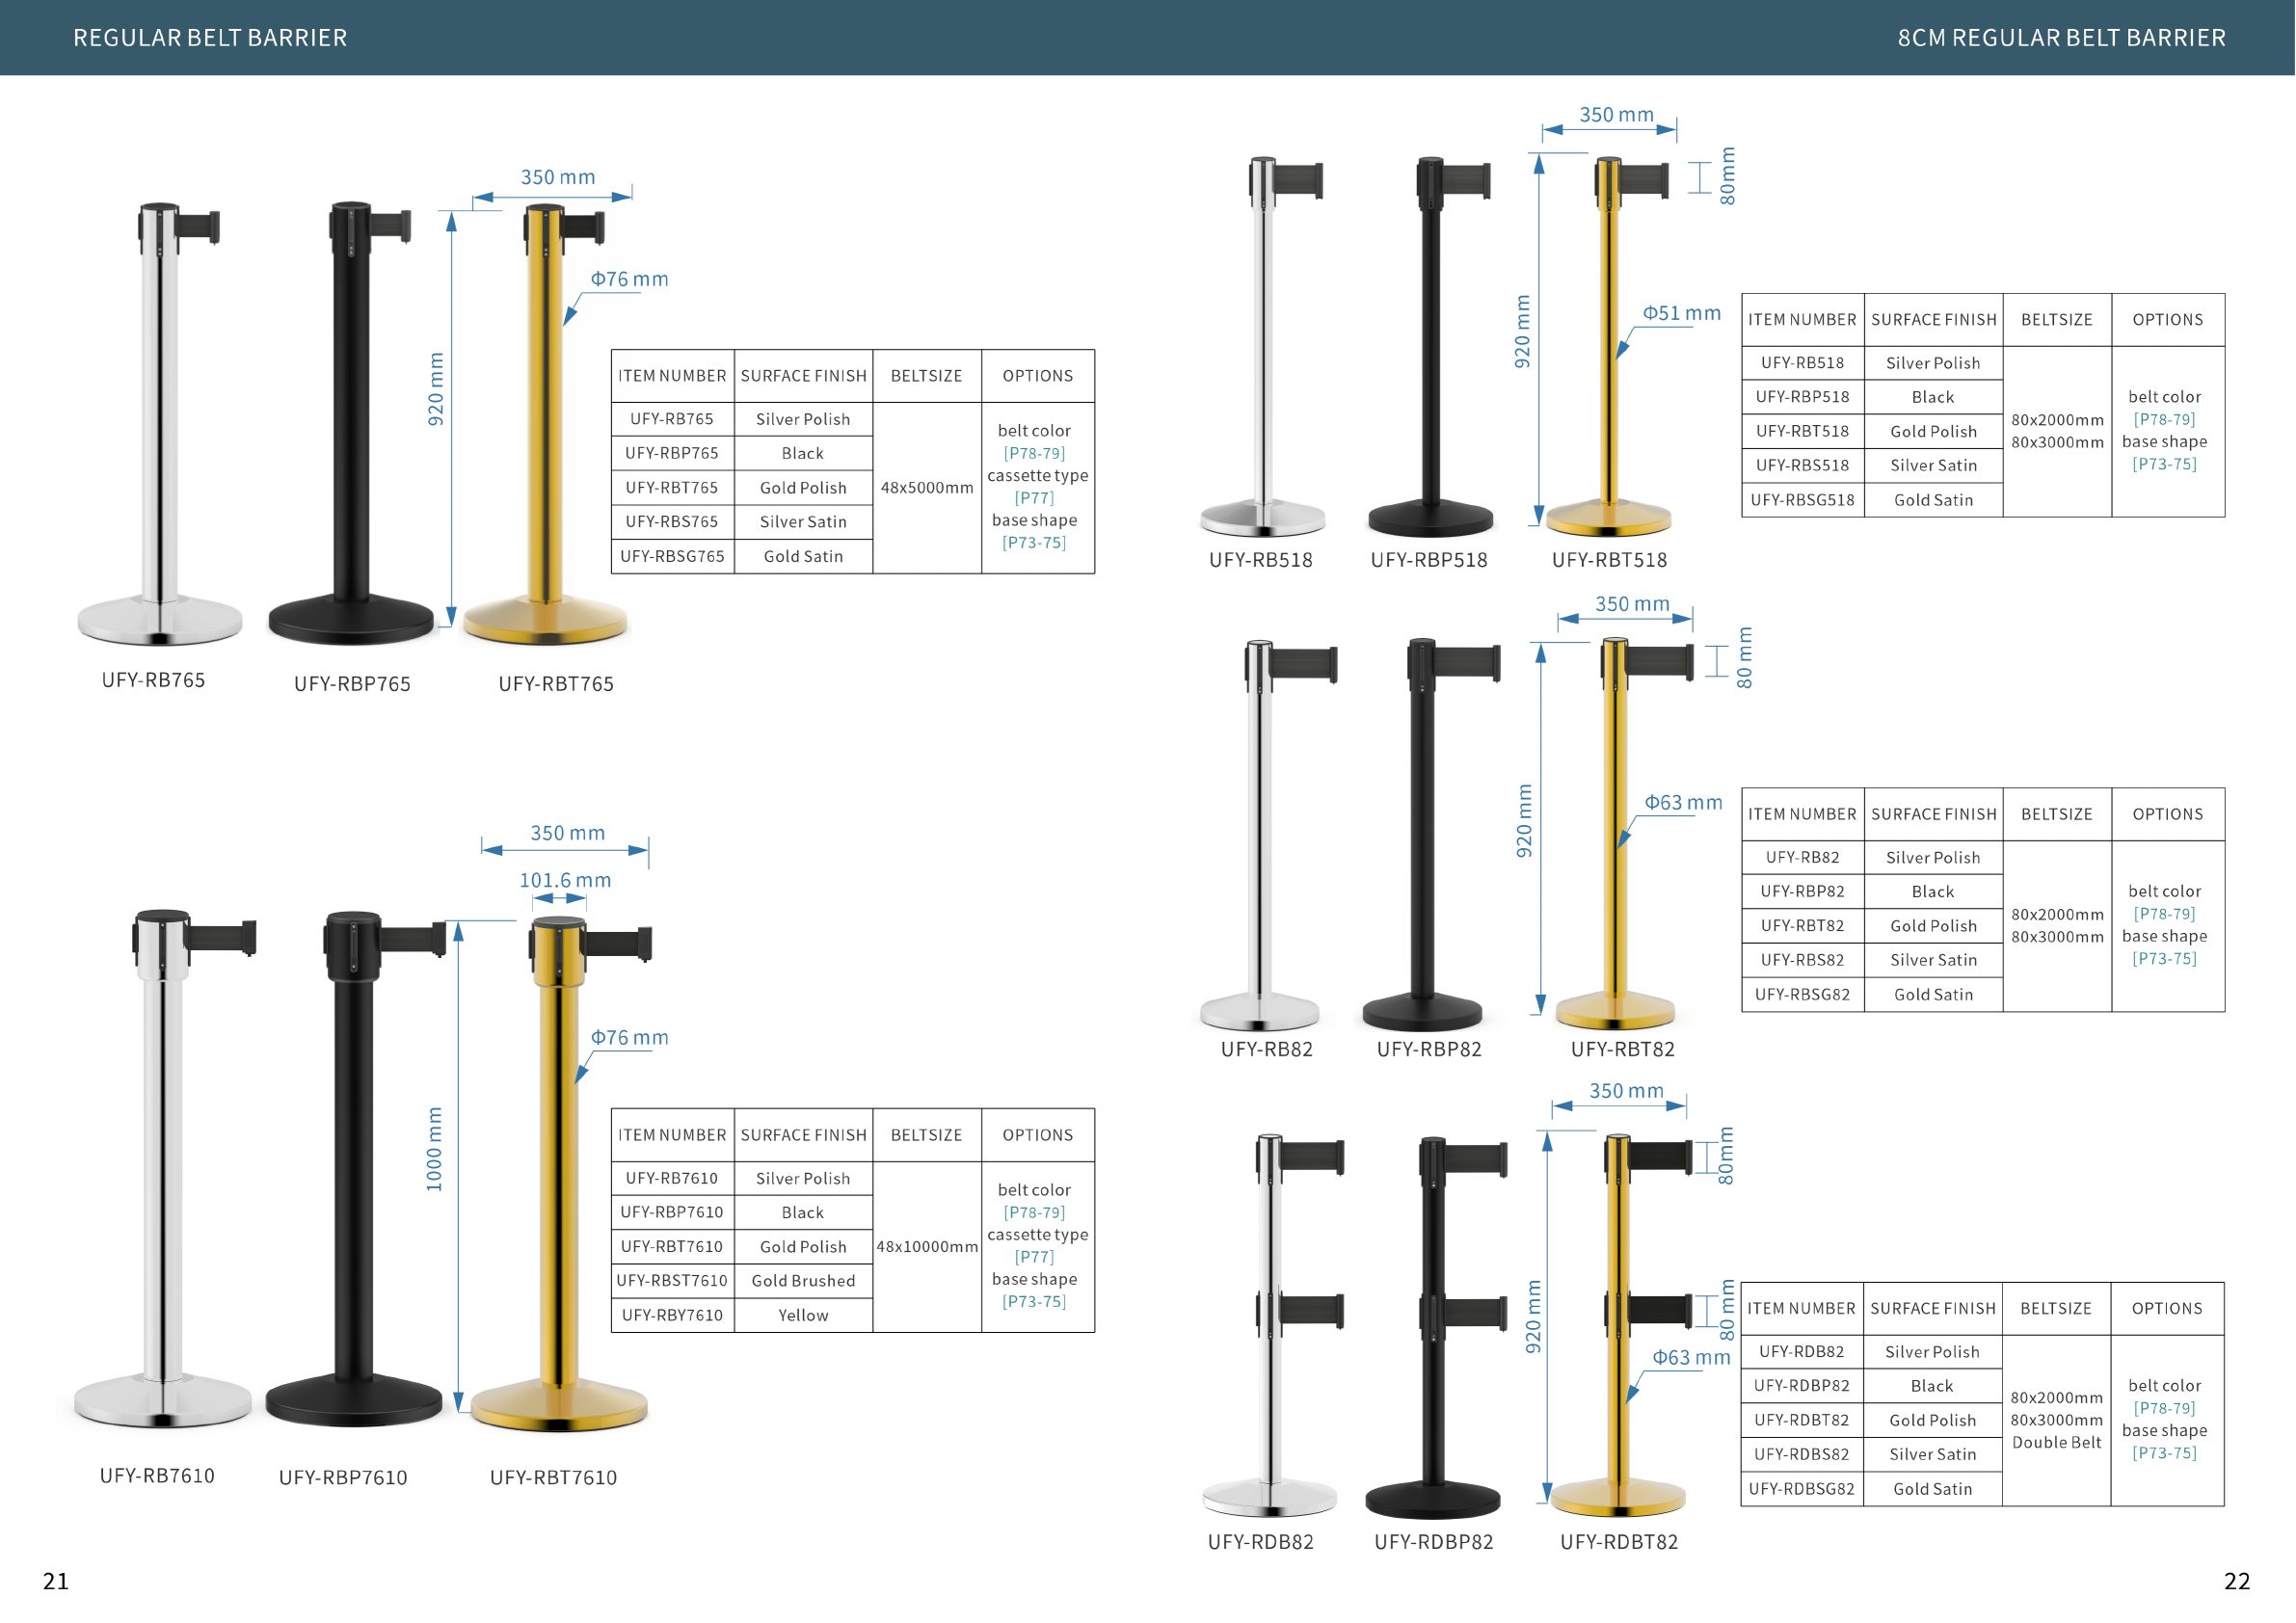 REGULAR BELT BARRIER
350 mm
Φ76 mm
920 mm
ITEM NUMBER SURFACE FINISH BELTSIZE OPTIONS
UFY-RB765 Silver Polish
UFY-RBP765 Black
UFY-RBT765 Gold Polish
UFY-RBS765 Silver Satin
UFY-RBSG765 Gold Satin
48x5000mm
belt color
[P78-79]
cassette type
[P77]
base shape
[P73-75]
UFY-RB765
UFY-RBP765
UFY-RBT765
350 mm
101.6 mm
Φ76 mm
1000 mm
ITEM NUMBER SURFACE FINISH BELTSIZE OPTIONS
UFY-RB7610 Silver Polish
UFY-RBP7610 Black
UFY-RBT7610 Gold Polish
UFY-RBST7610 Gold Brushed
UFY-RBY7610 Yellow
48x10000mm
belt color
[P78-79]
cassette type
[P77]
base shape
[P73-75]
UFY-RB7610
UFY-RBP7610
UFY-RBT7610
21
8CM REGULAR BELT BARRIER
350 mm
80mm
920 mm
Φ51 mm
ITEM NUMBER SURFACE FINISH BELTSIZE OPTIONS
UFY-RB518 Silver Polish
UFY-RBP518 Black
UFY-RBT518 Gold Polish
UFY-RBS518 Silver Satin
UFY-RBSG518 Gold Satin
80x2000mm
80x3000mm
belt color
[P78-79]
base shape
[P73-75]
UFY-RB518
UFY-RBP518
UFY-RBT518
350 mm
80 mm
920 mm
Φ63 mm
ITEM NUMBER SURFACE FINISH BELTSIZE OPTIONS
UFY-RB82 Silver Polish
UFY-RBP82 Black
UFY-RBT82 Gold Polish
UFY-RBS82 Silver Satin
UFY-RBSG82 Gold Satin
80x2000mm
80x3000mm
belt color
[P78-79]
base shape
[P73-75]
UFY-RB82
UFY-RBP82
UFY-RBT82
350 mm
80mm
80 mm
920 mm
Φ63 mm
ITEM NUMBER SURFACE FINISH BELTSIZE OPTIONS
UFY-RDB82 Silver Polish
UFY-RDBP82 Black
UFY-RDBT82 Gold Polish
UFY-RDBS82 Silver Satin
UFY-RDBSG82 Gold Satin
80x2000mm
80x3000mm
Double Belt
belt color
[P78-79]
base shape
[P73-75]
UFY-RDB82
UFY-RDBP82
UFY-RDBT82
22